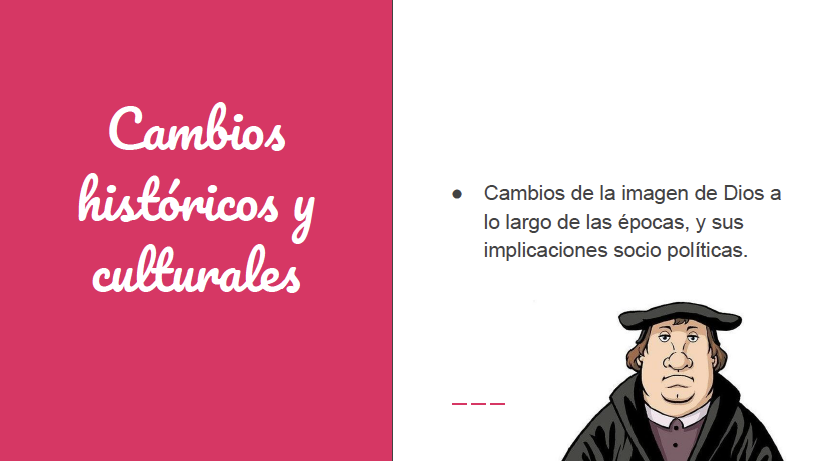 Cambios
históricos y
culturales
● Cambios de la imagen de Dios a
lo largo de las épocas, y sus
implicaciones socio políticas.